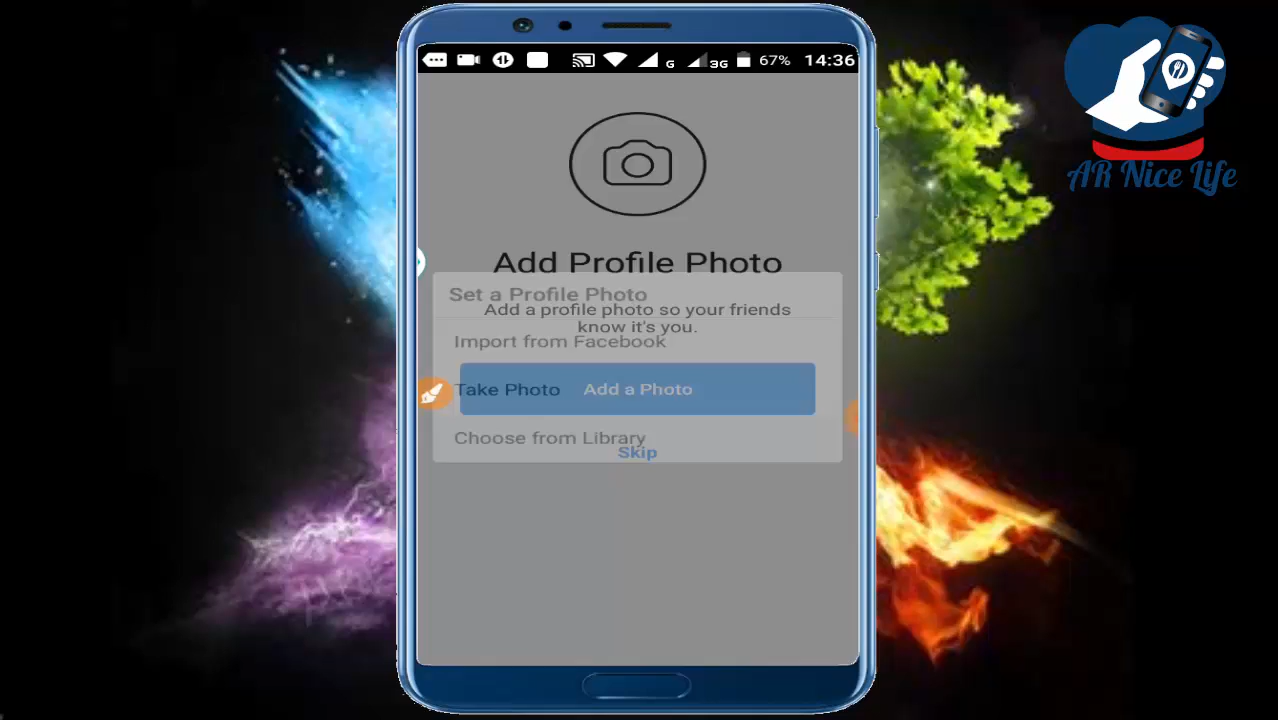 G 3G 67% 14:36
AR Nice Life
Add Profile Photo
Set a Profile Photo
Add a profile photo so your friends
know it's you.
Import from Facebook
Take Photo
Add a Photo
Choose from Library
Skip